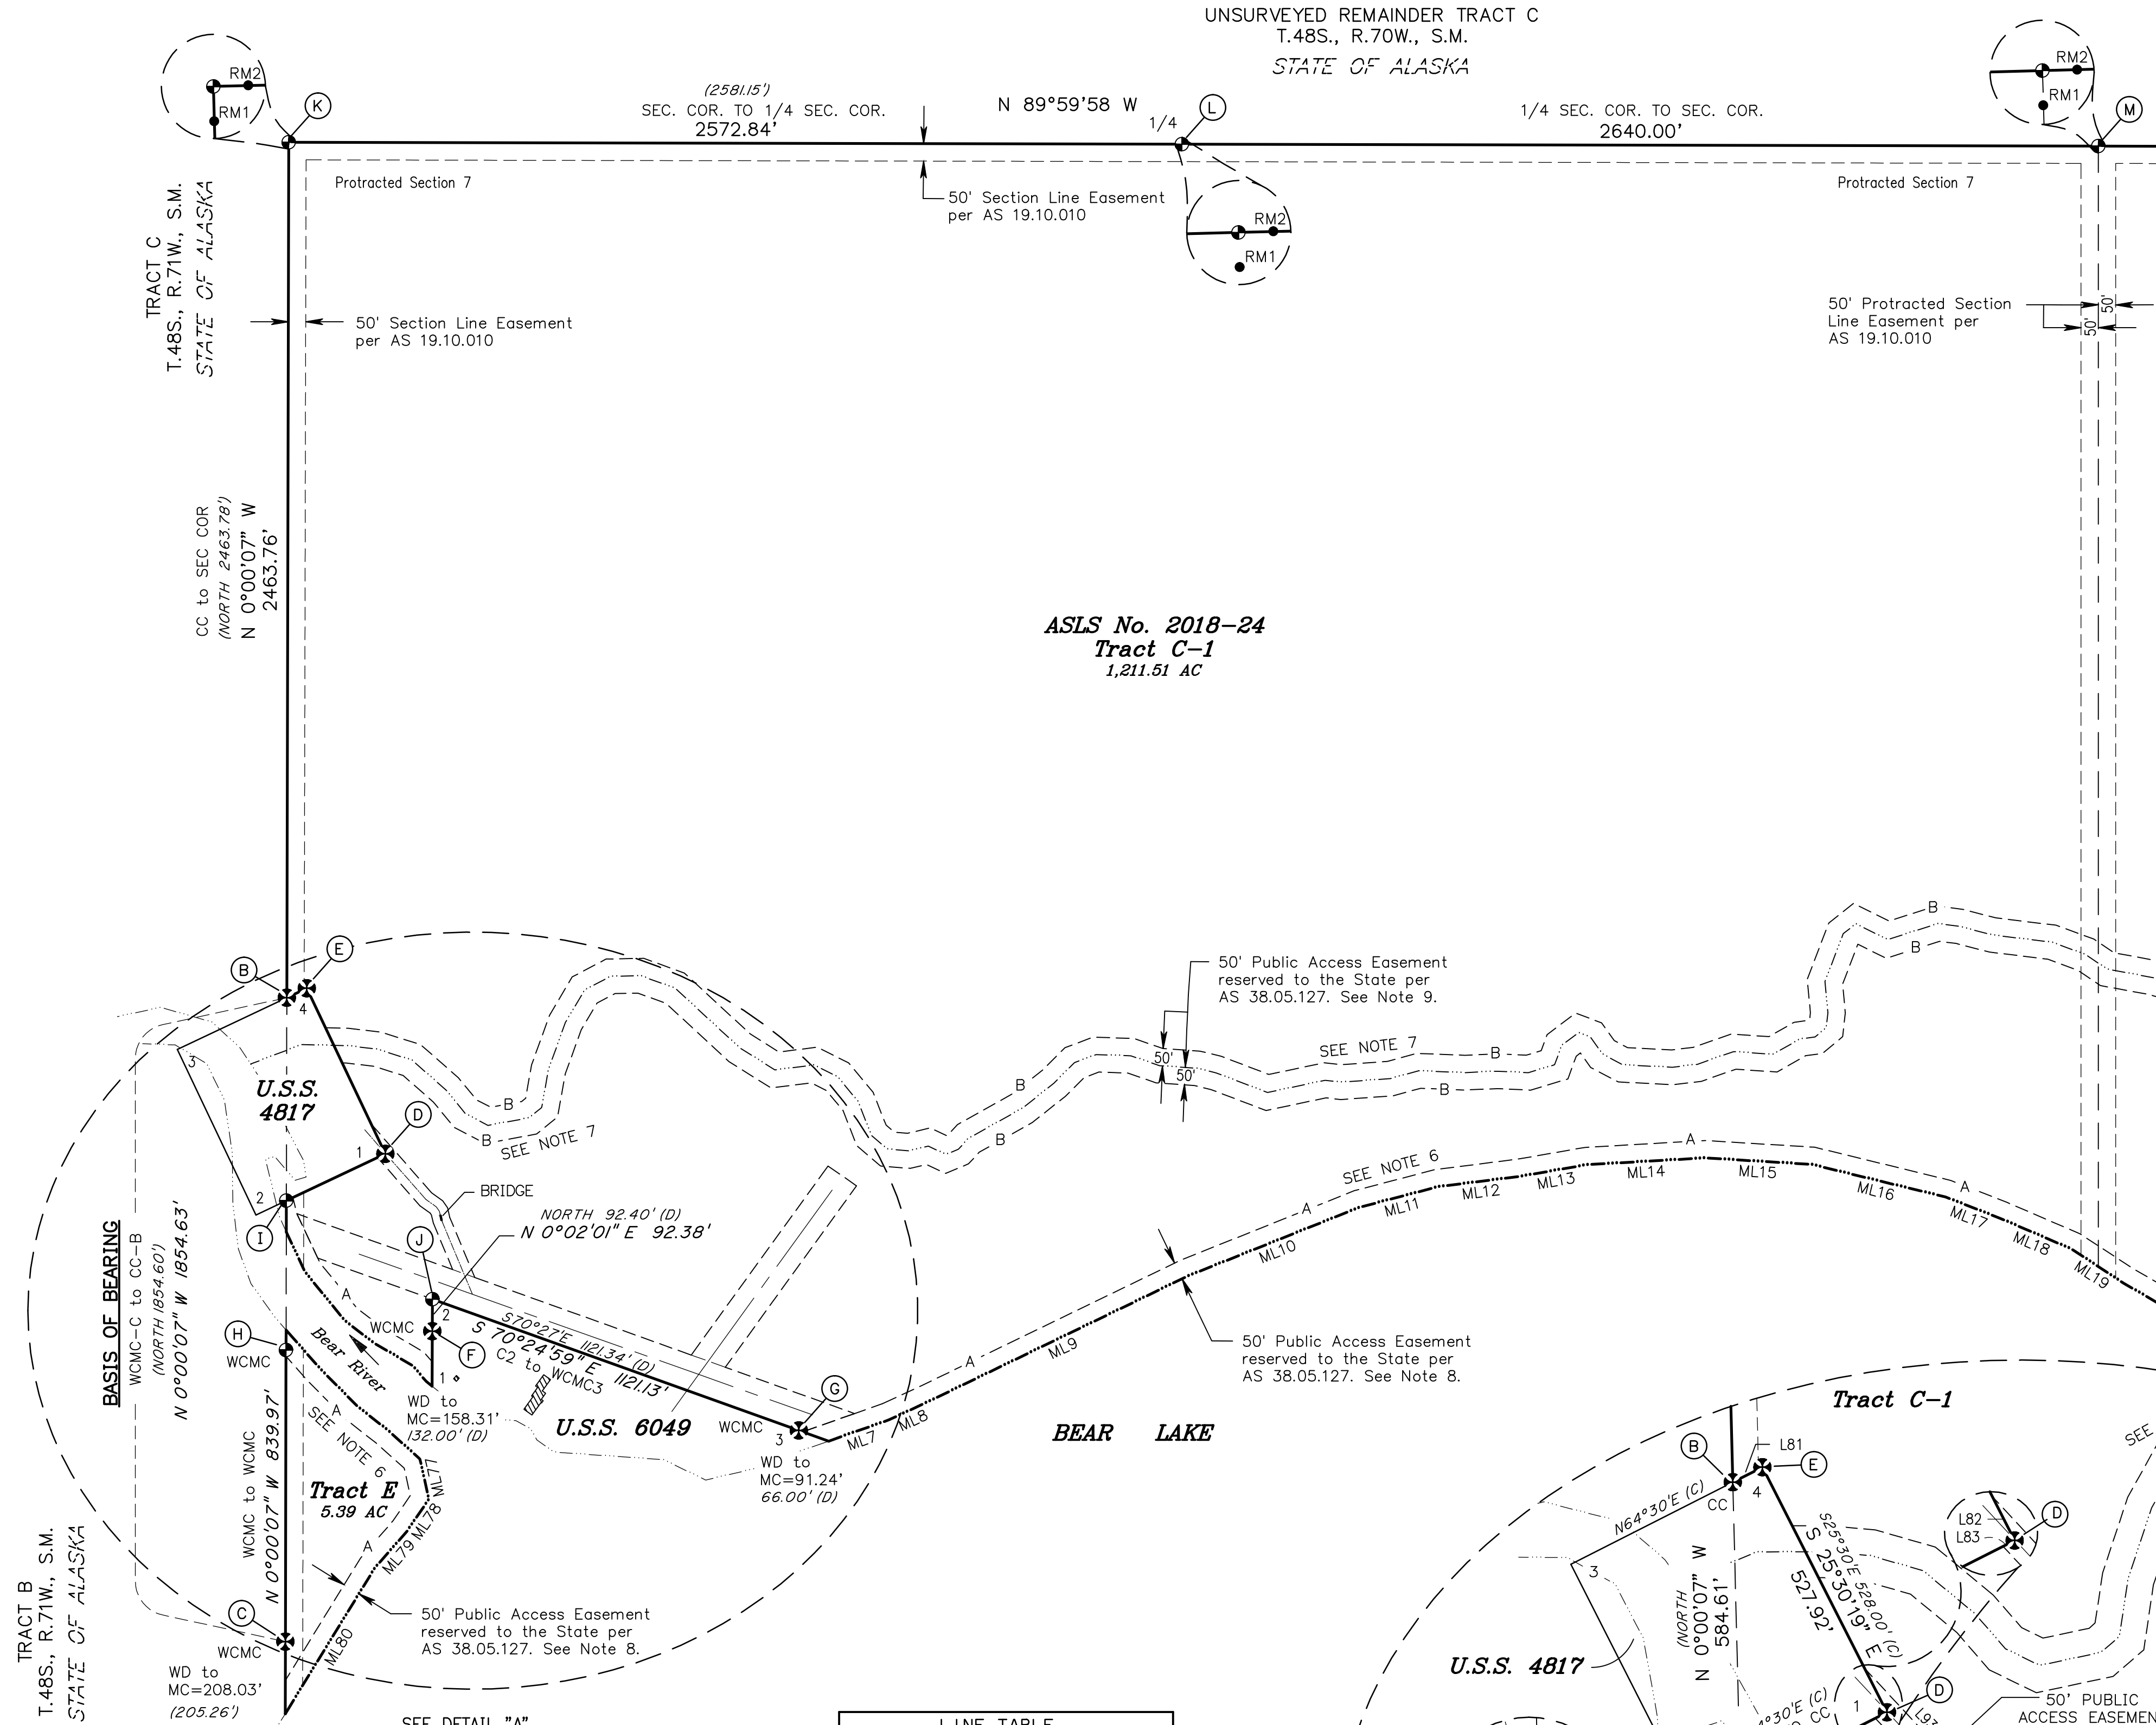 UNSURVEYED REMAINDER TRACT C
T.48S., R.70W., S.M.
STATE OF ALASKA
RM2
RM1
K
(2581.15')
SEC. COR. TO 1/4 SEC. COR.
2572.84'
N 89°59'58 W
1/4
L
1/4 SEC. COR. TO SEC. COR.
2640.00'
RM2
RM1
M
Protracted Section 7
50' Section Line Easement
per AS 19.10.010
RM2
RM1
Protracted Section 7
TRACT C
T.48S., R.71W., S.M.
STATE OF ALASKA
50' Section Line Easement
per AS 19.10.010
50' Protracted Section
Line Easement per
AS 19.10.010
50'
50'
CC to SEC COR
(NORTH 2463.78')
N 0°00'07" W
2463.76'
ASLS No. 2018-24
Tract C-1
1,211.51 AC
B
E
4
3
U.S.S.
4817
D
1
2
I
B
B
SEE NOTE 7
BRIDGE
NORTH 92.40' (D)
N 0°02'01" E 92.38'
J
2
WCMC
F
1
A
Bear River
H
WCMC
S70°27'E 1121.34' (D)
S 70°24'59" E 1121.13'
C2 to WCMC3
WD to
MC=158.31'
132.00' (D)
U.S.S. 6049
WCMC
3
G
WD to
MC=91.24'
66.00' (D)
BASIS OF BEARING
WCMC-C to CC-B
(NORTH 1854.60')
N 0°00'07" W 1854.63'
WCMC to WCMC
N 0°00'07" W 839.97'
A
SEE NOTE 6
Tract E
5.39 AC
A
ML77
ML78
ML79
ML80
50' Public Access Easement
reserved to the State per
AS 38.05.127. See Note 8.
C
WCMC
WD to
MC=208.03'
(205.26')
TRACT B
T.48S., R.71W., S.M.
STATE OF ALASKA
SEE DETAIL "A"
50' Public Access Easement
reserved to the State per
AS 38.05.127. See Note 9.
50'
50'
B
B
SEE NOTE 7
B
B
B
B
SEE NOTE 6
A
A
A
A
ML7
ML8
ML9
ML10
ML11
ML12
ML13
ML14
ML15
ML16
ML17
ML18
ML19
50' Public Access Easement
reserved to the State per
AS 38.05.127. See Note 8.
BEAR LAKE
LINE TABLE
Tract C-1
SEE
B
L81
E
CC
4
N64°30'E (C)
3
L82
L83
D
S25°30'E 528.00' (C)
S 25°30'19" E
527.92'
(NORTH
N 0°00'07" W
584.61'
U.S.S. 4817
°30'E (C)
CC
1
D
50' PUBLIC
ACCESS EASEMEN